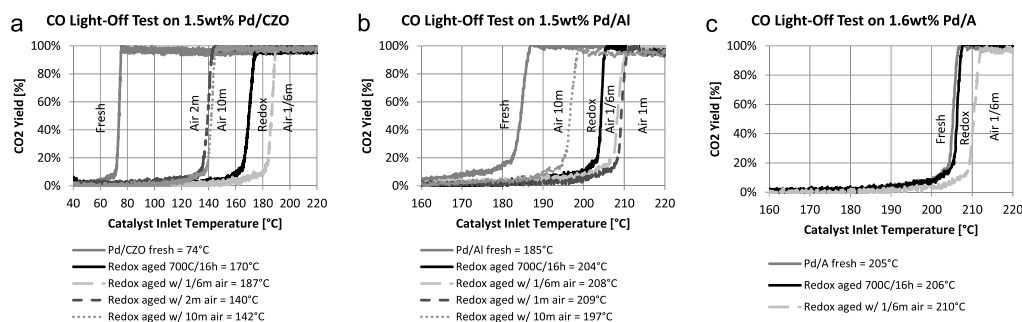 a
CO Light-Off Test on 1.5wt% Pd/CZO
CO2 Yield [%]
100%
80%
60%
40%
20%
0%
Fresh
Air 2m
Air 10m
Redox
Air 1/6m
40 60 80 100 120 140 160 180 200 220
Catalyst Inlet Temperature [°C]
Pd/CZO fresh = 74°C
Redox aged 700C/16h = 170°C
Redox aged w/ 1/6m air = 187°C
Redox aged w/ 2m air = 140°C
Redox aged w/ 10m air = 142°C
b
CO Light-Off Test on 1.5wt% Pd/Al
CO2 Yield [%]
100%
80%
60%
40%
20%
0%
Fresh
Air 10m
Redox
Air 1/6m
Air 1m
160 170 180 190 200 210 220
Catalyst Inlet Temperature [°C]
Pd/Al fresh = 185°C
Redox aged 700C/16h = 204°C
Redox aged w/ 1/6m air = 208°C
Redox aged w/ 1m air = 209°C
Redox aged w/ 10m air = 197°C
c
CO Light-Off Test on 1.6wt% Pd/A
CO2 Yield [%]
100%
80%
60%
40%
20%
0%
Fresh
Redox
Air 1/6m
160 170 180 190 200 210 220
Catalyst Inlet Temperature [°C]
Pd/A fresh = 205°C
Redox aged 700C/16h = 206°C
Redox aged w/ 1/6m air = 210°C